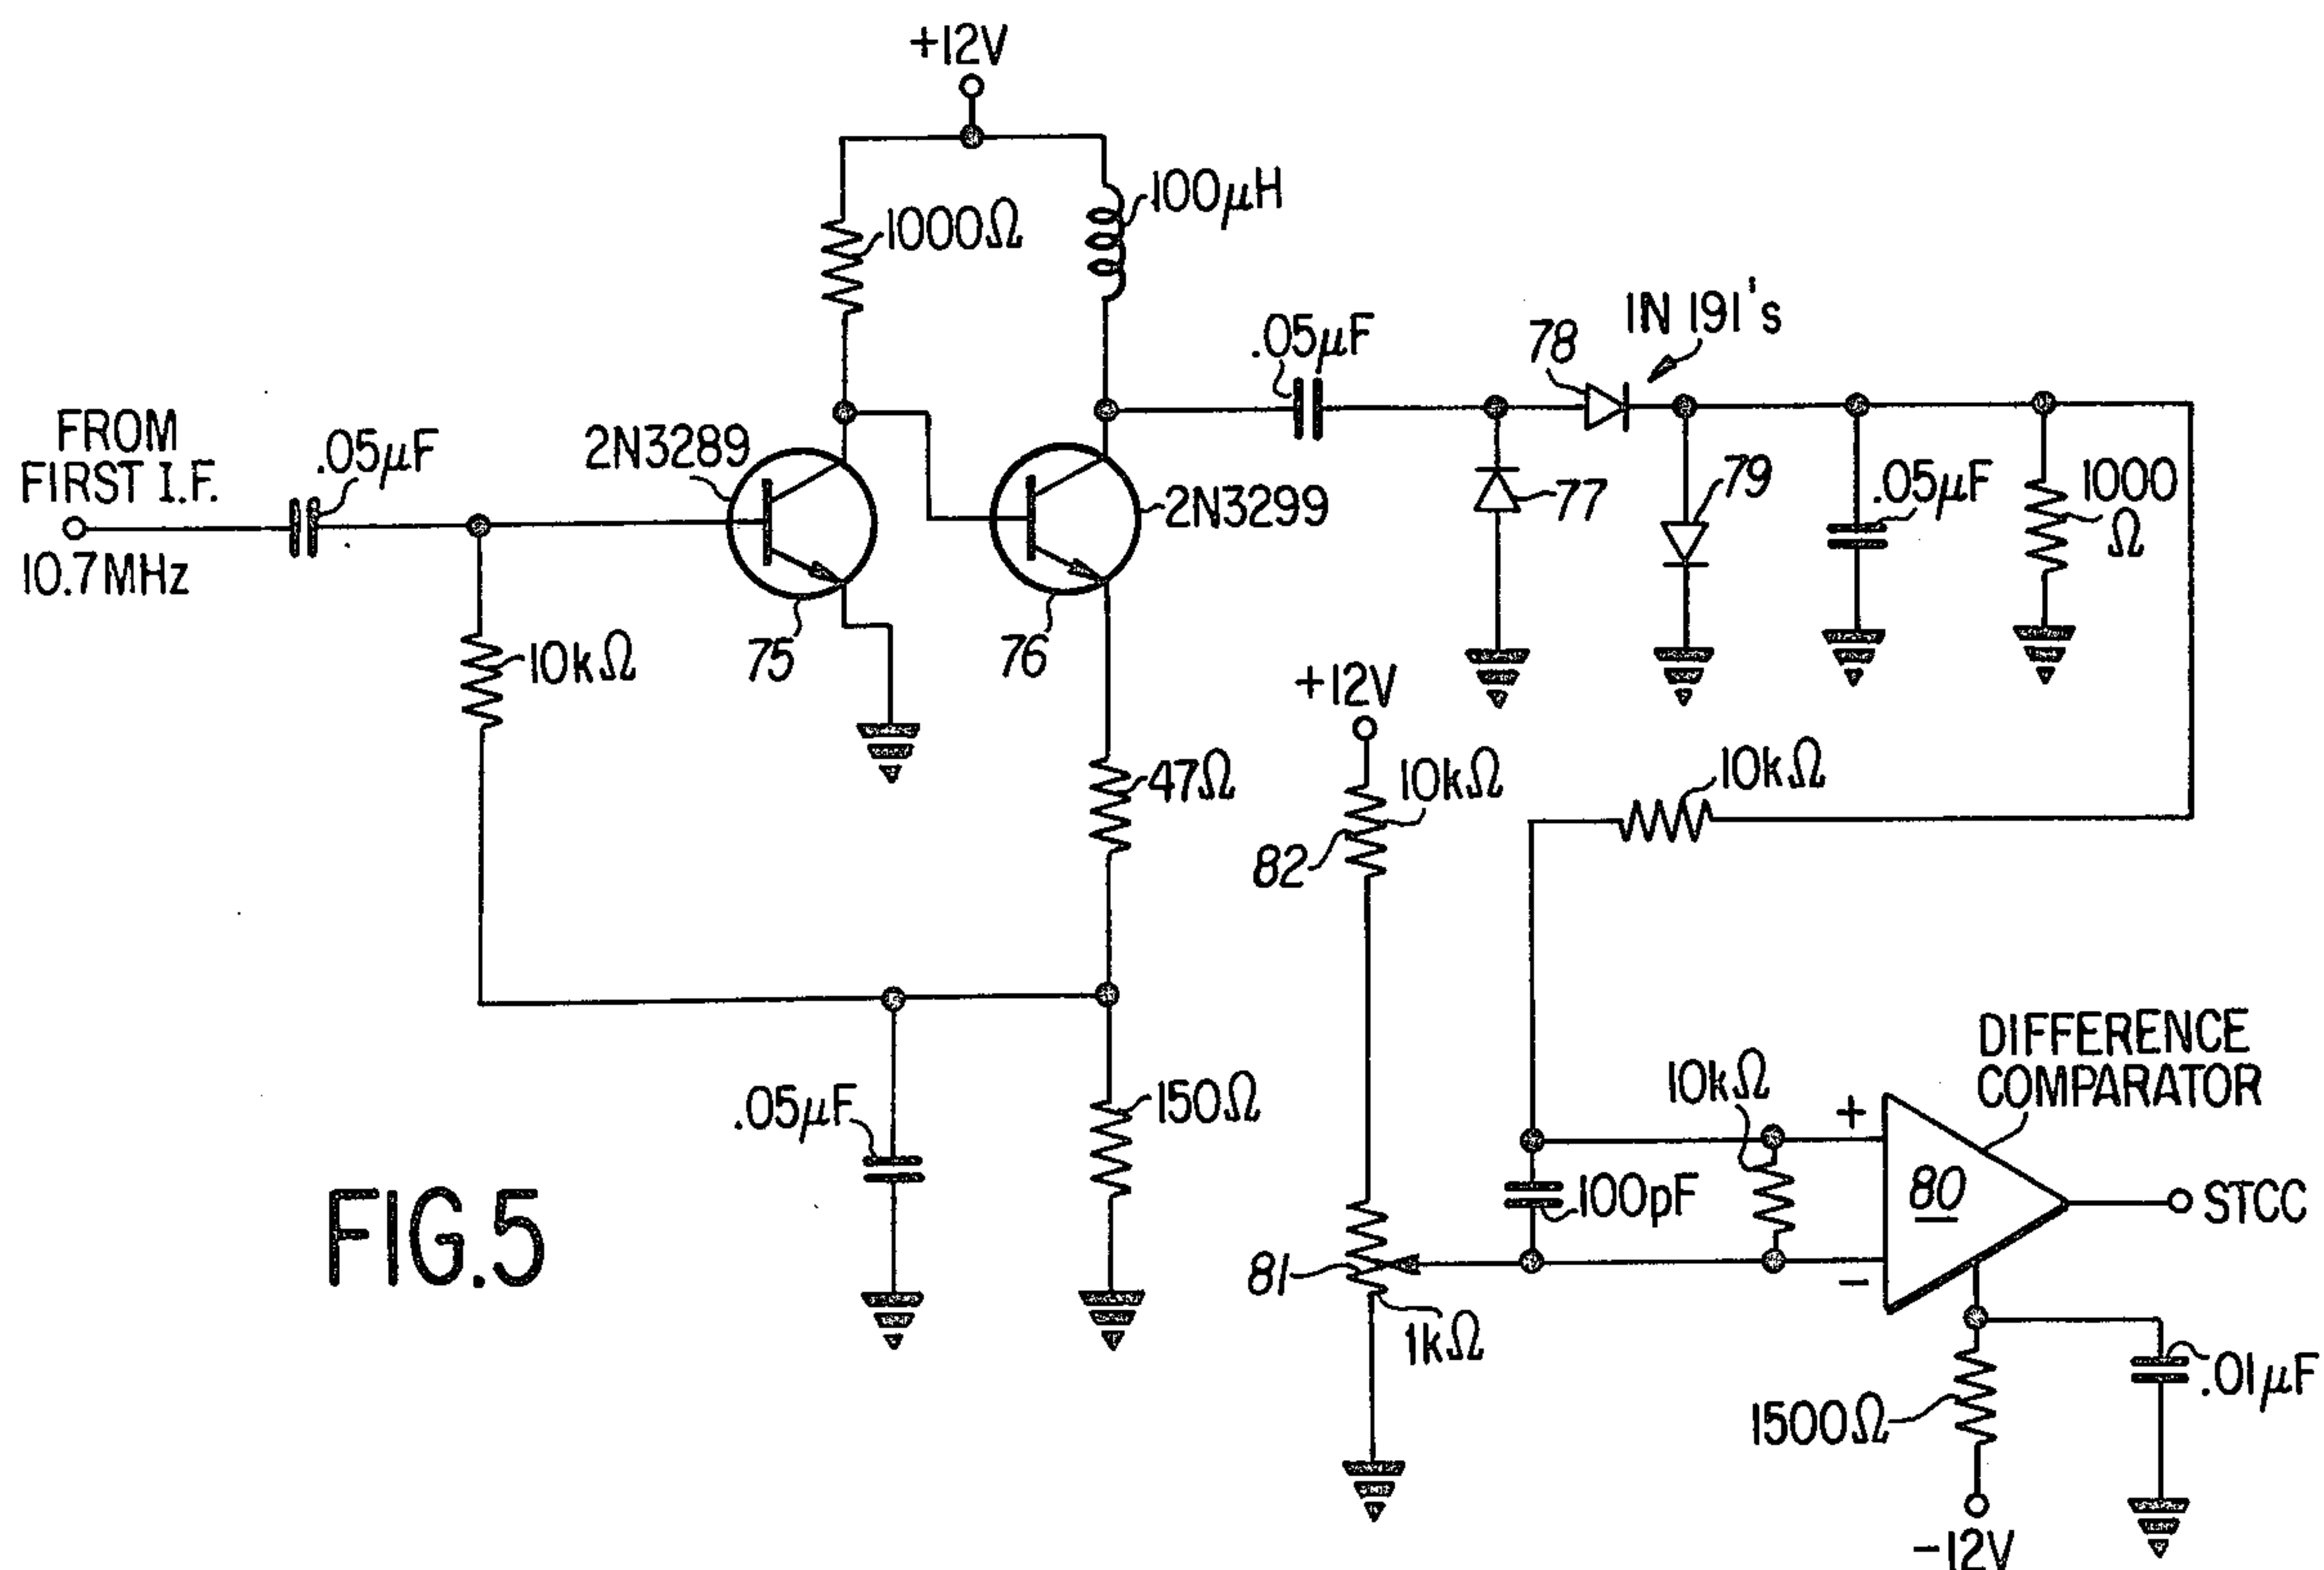 +12V
1000Ω
100μH
.05μF
78
IN 191's
FROM
FIRST I.F.
10.7MHz
.05μF
2N3289
75
2N3299
76
77
79
.05μF
1000
Ω
10kΩ
47Ω
+12V
10kΩ
82
10kΩ
.05μF
150Ω
10kΩ
DIFFERENCE
COMPARATOR
+
80
100pF
STCC
81
−
1kΩ
1500Ω
.01μF
−12V
FIG.5